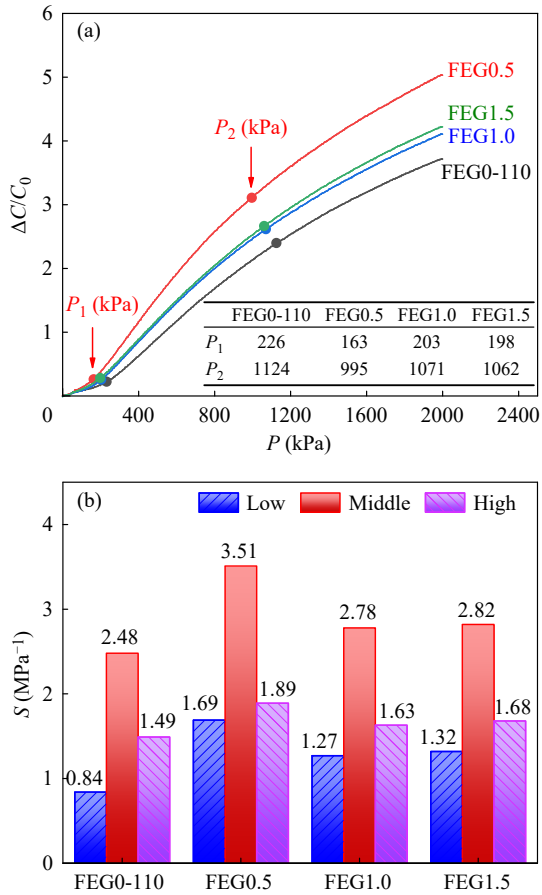 (a)
6
5
4
3
2
1
0
ΔC/C₀
FEG0.5
FEG1.5
FEG1.0
FEG0-110
P₂ (kPa)
P₁ (kPa)
FEG0-110 FEG0.5 FEG1.0 FEG1.5
P₁ 226 163 203 198
P₂ 1124 995 1071 1062
400 800 1200 1600 2000 2400
P (kPa)
(b)
Low Middle High
4
3
2
1
0
S (MPa⁻¹)
0.84 2.48 1.49
1.69 3.51 1.89
1.27 2.78 1.63
1.32 2.82 1.68
FEG0-110 FEG0.5 FEG1.0 FEG1.5